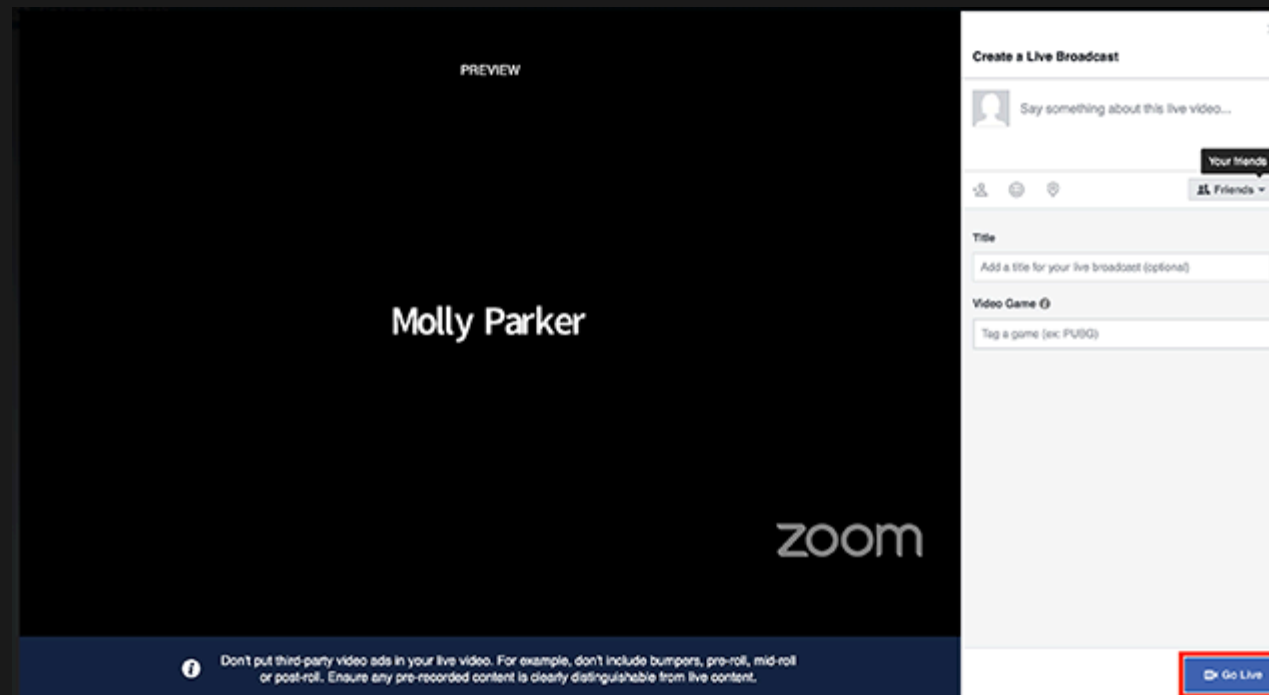 PREVIEW
Molly Parker
zoom
Don't put third-party video ads in your live video. For example, don't include bumpers, pre-roll, mid-roll
or post-roll. Ensure any pre-recorded content is clearly distinguishable from live content.
Create a Live Broadcast
Say something about this live video...
Your friends
Friends
Title
Add a title for your live broadcast (optional)
Video Game
Tag a game (ex: PUBG)
Go Live